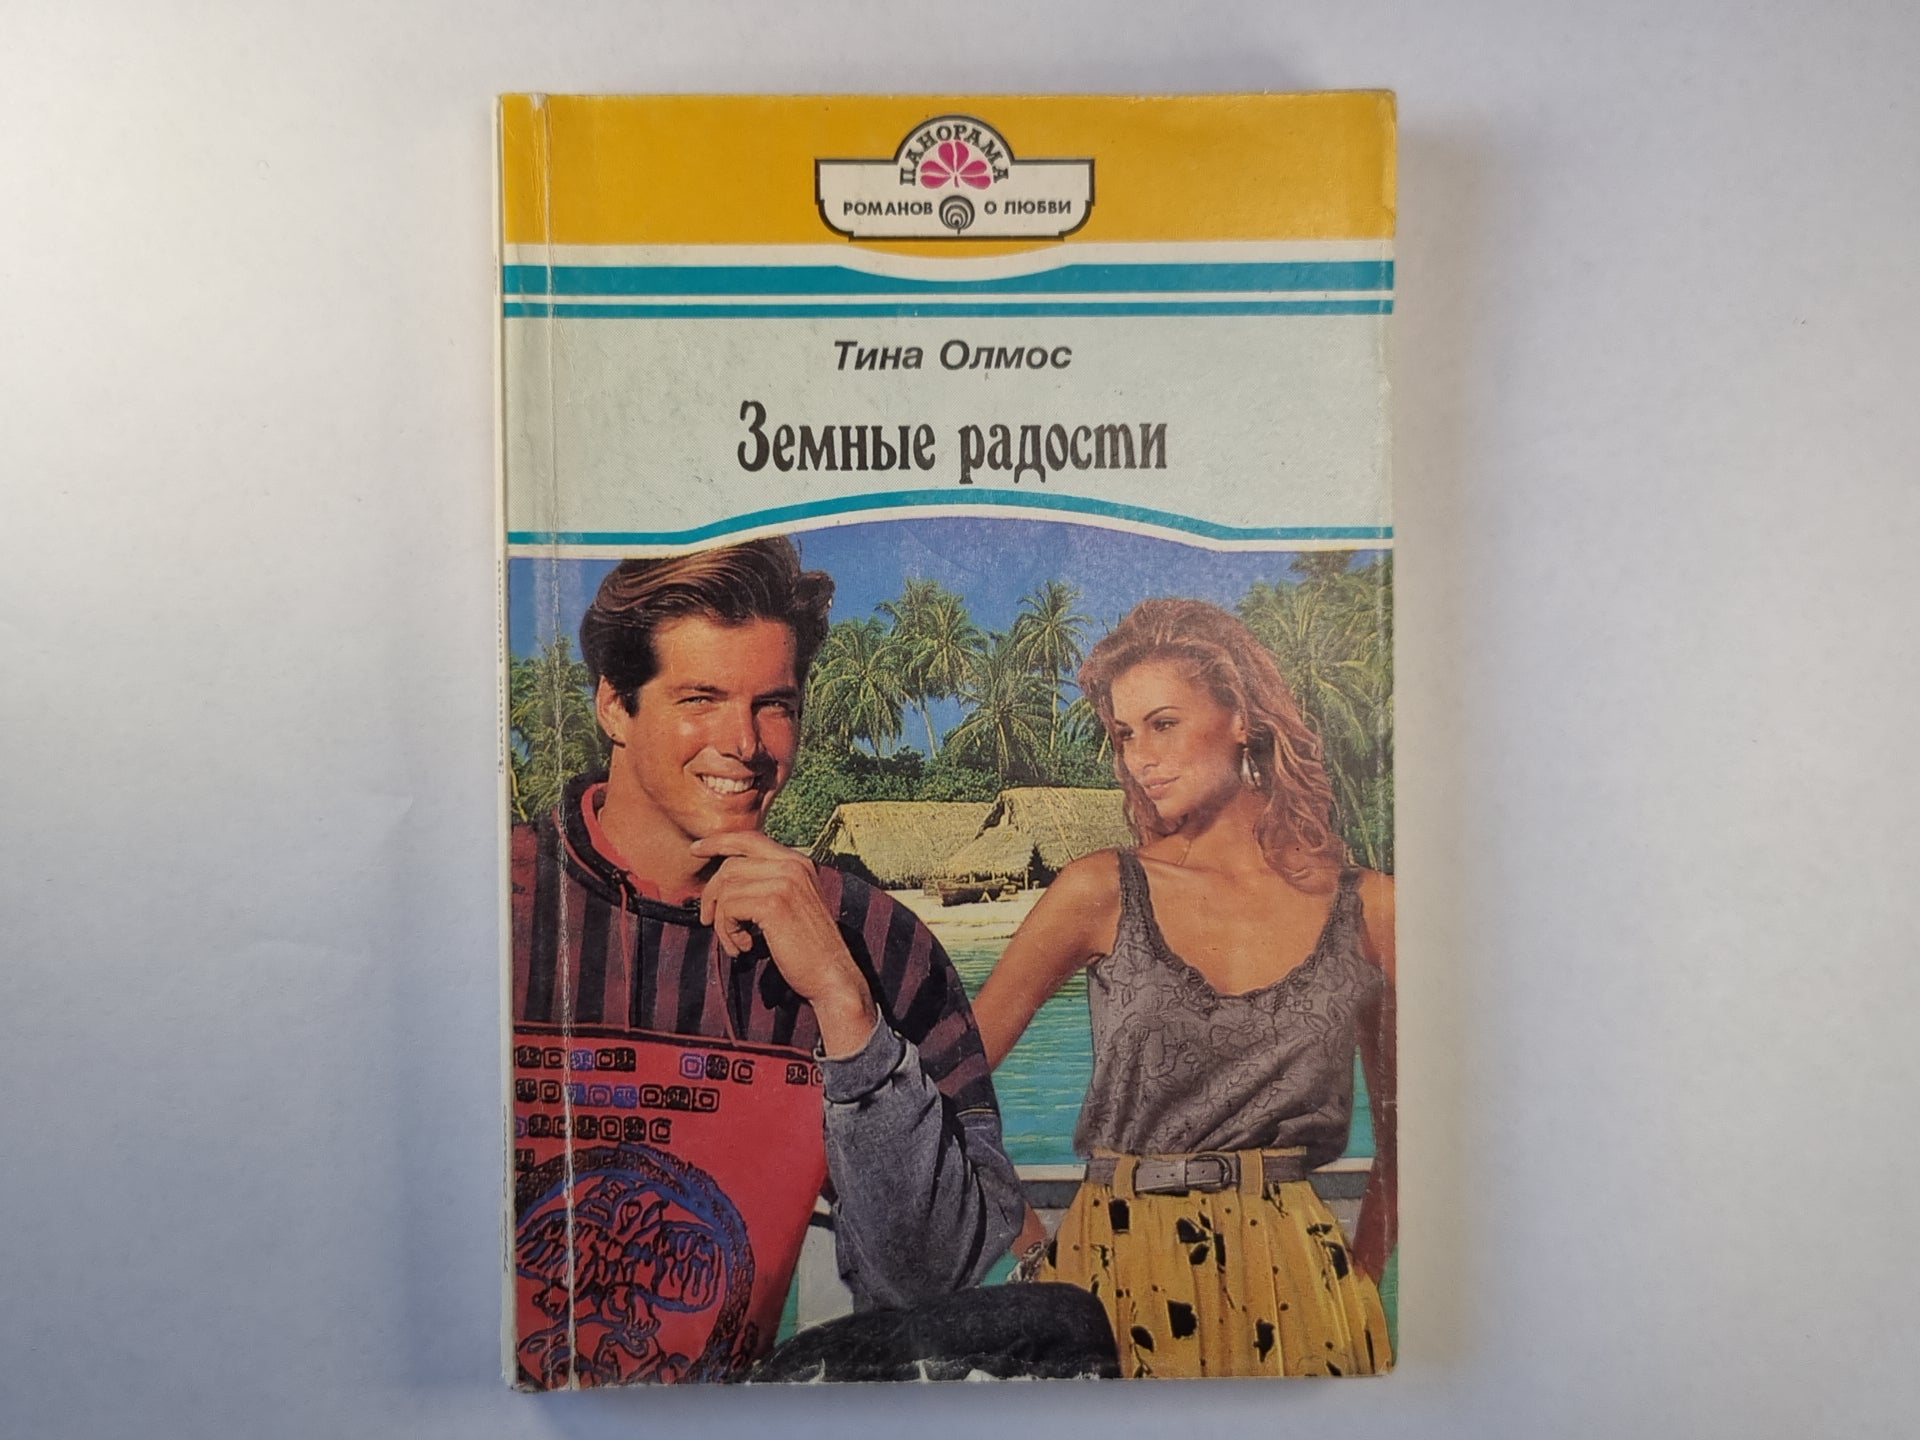 ПАНОРАМА
РОМАНОВ О ЛЮБВИ
Тина Олмос
Земные радости